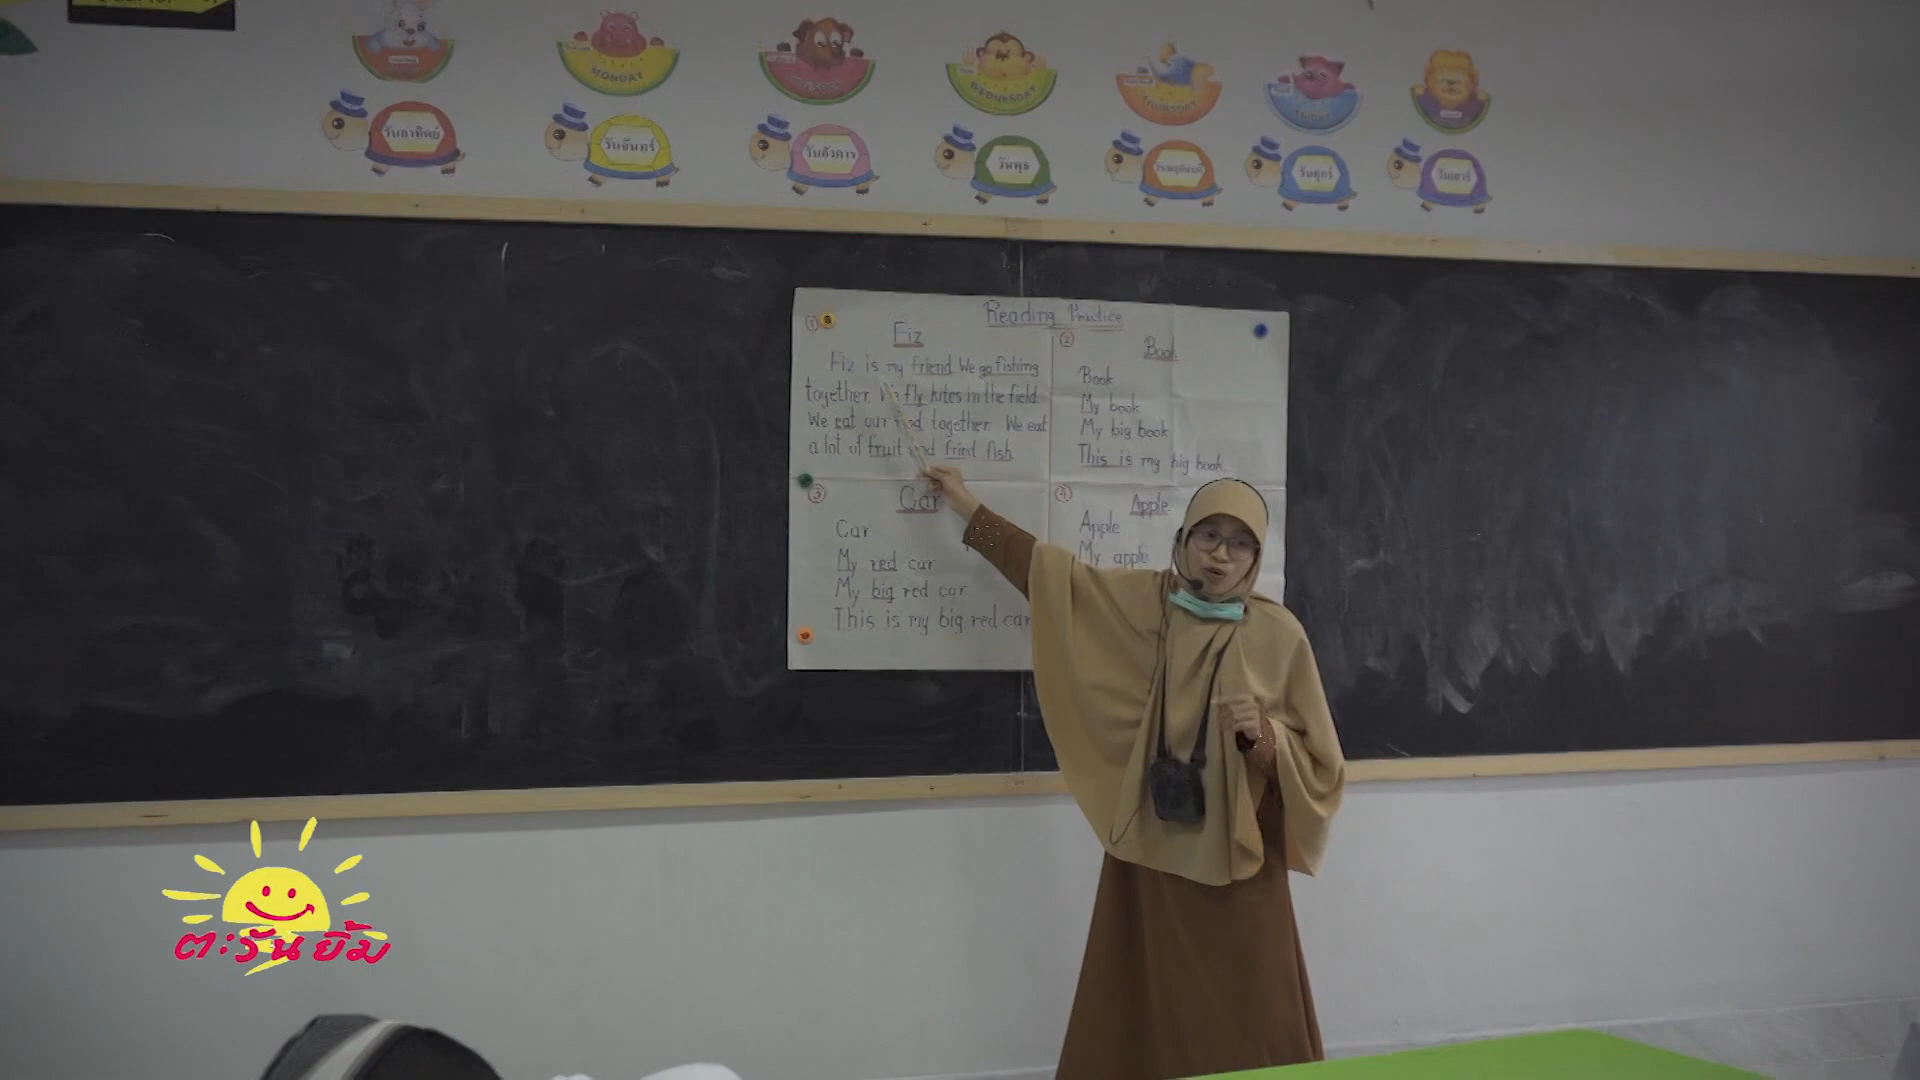 MONDAY
WEDNESDAY
THURSDAY
FRIDAY
วันอาทิตย์
วันจันทร์
วันอังคาร
วันพุธ
วันพฤหัสบดี
วันศุกร์
วันเสาร์
Reading Practice
①
Fiz
Fiz is my friend. We go fishing
together. We fly kites in the field.
We eat our food together. We eat
a lot of fruit and fried fish.
②
Book
Book
My book
My big book
This is my big book.
③
Car
Car
My red car
My big red car
This is my big red car
④
Apple
Apple
My apple
ตะวันยิ้ม